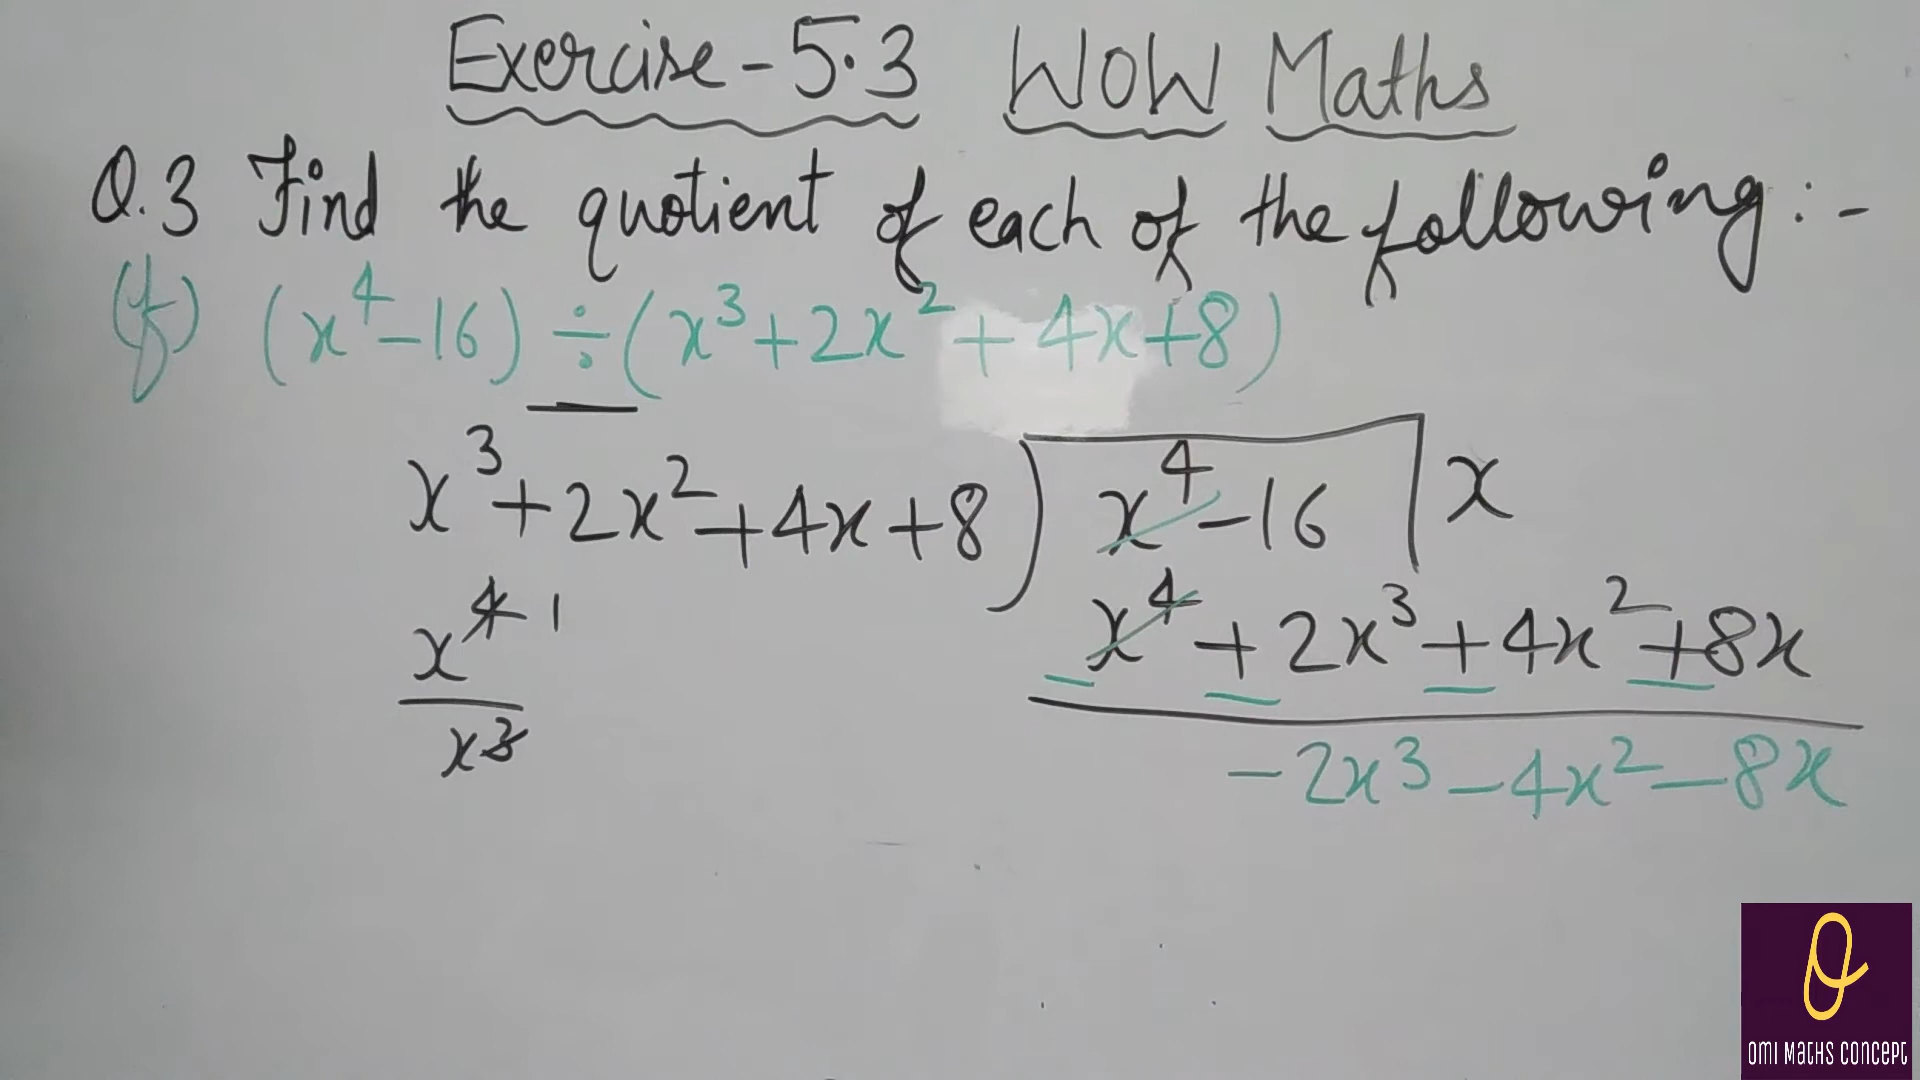 Exercise-5.3 WOW Maths
Q.3 Find the quotient of each of the following:-
(f) (x⁴-16)÷(x³+2x²+4x+8)
x³+2x²+4x+8) x⁴-16 | x
x⁴+2x³+4x²+8x
- - - -
-2x³-4x²-8x
x⁴ 1
x³
OMI MATHS CONCEPT